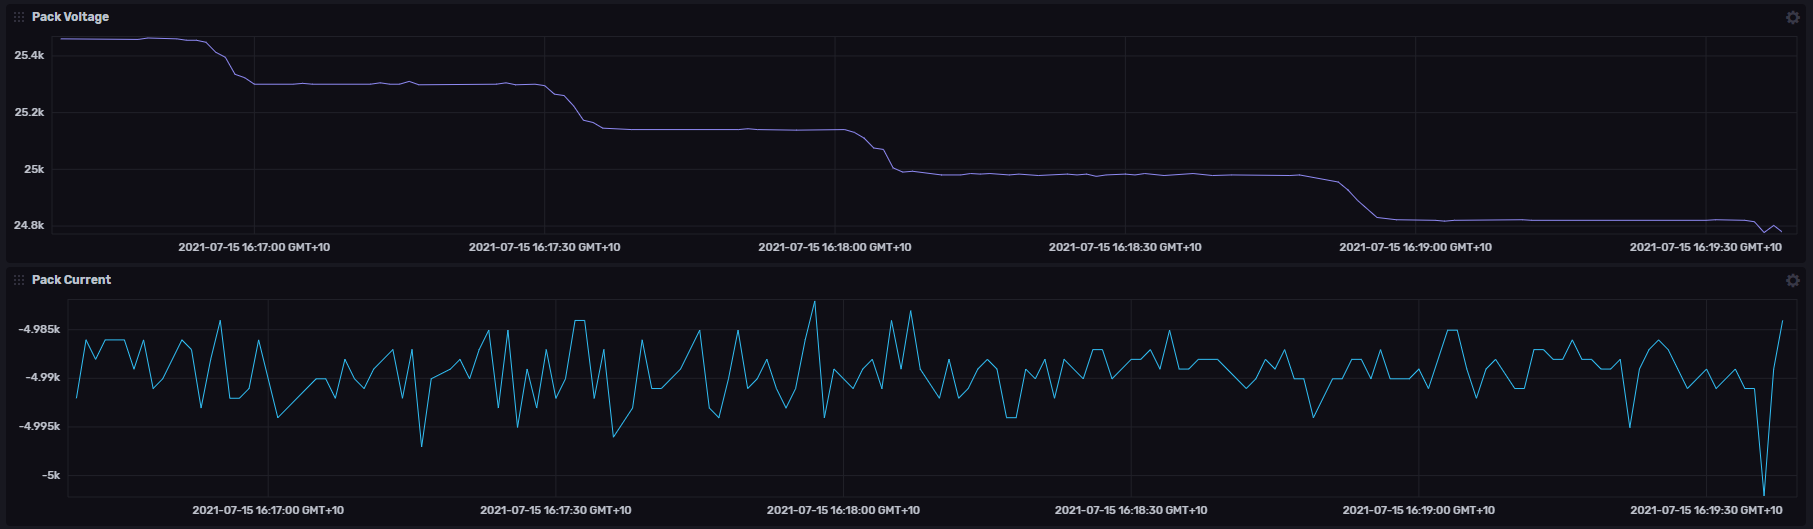 Pack Voltage
25.4k
25.2k
25k
24.8k
2021-07-15 16:17:00 GMT+10 2021-07-15 16:17:30 GMT+10 2021-07-15 16:18:00 GMT+10 2021-07-15 16:18:30 GMT+10 2021-07-15 16:19:00 GMT+10 2021-07-15 16:19:30 GMT+10
Pack Current
-4.985k
-4.99k
-4.995k
-5k
2021-07-15 16:17:00 GMT+10 2021-07-15 16:17:30 GMT+10 2021-07-15 16:18:00 GMT+10 2021-07-15 16:18:30 GMT+10 2021-07-15 16:19:00 GMT+10 2021-07-15 16:19:30 GMT+10